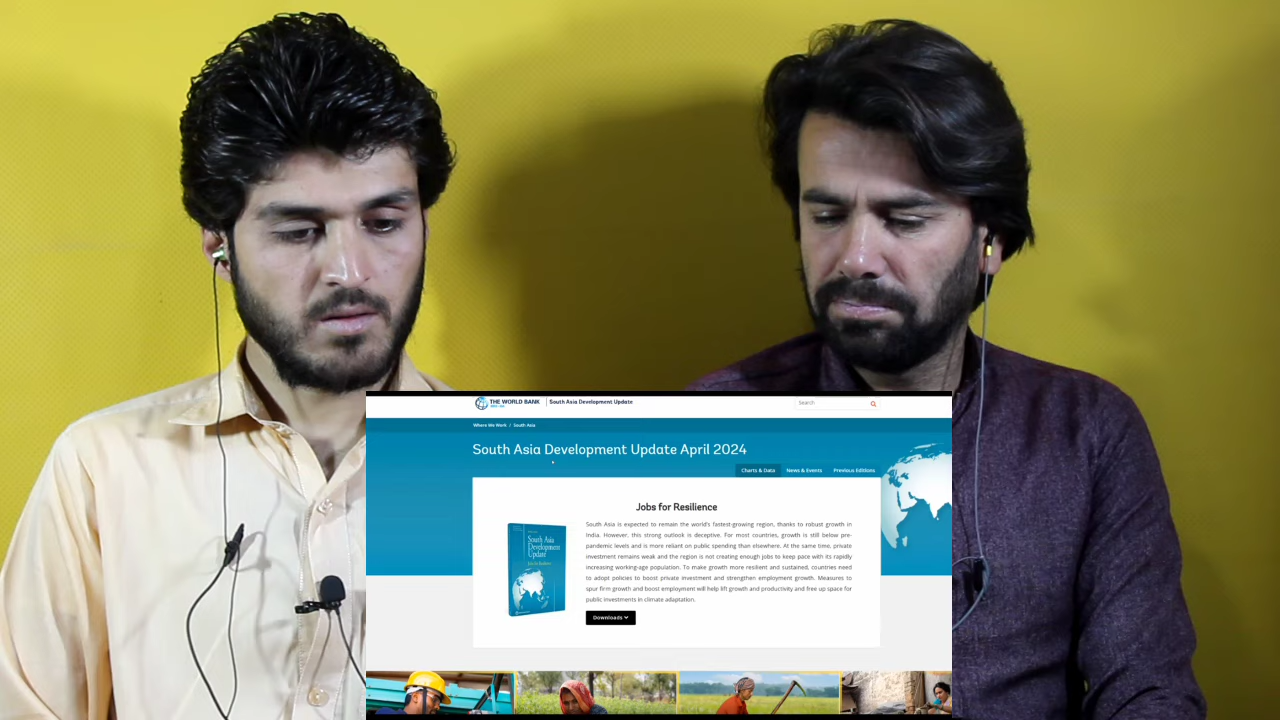 THE WORLD BANK South Asia Development Update
Search
Where We Work / South Asia
South Asia Development Update April 2024
Charts & Data News & Events Previous Editions
Jobs for Resilience
South Asia is expected to remain the world's fastest-growing region, thanks to robust growth in
India. However, this strong outlook is deceptive. For most countries, growth is still below pre-
pandemic levels and is more reliant on public spending than elsewhere. At the same time, private
investment remains weak and the region is not creating enough jobs to keep pace with its rapidly
increasing working-age population. To make growth more resilient and sustained, countries need
to adopt policies to boost private investment and strengthen employment growth. Measures to
spur firm growth and boost employment will help lift growth and productivity and free up space for
public investments in climate adaptation.
South Asia
Development
Update
Jobs for Resilience
Downloads